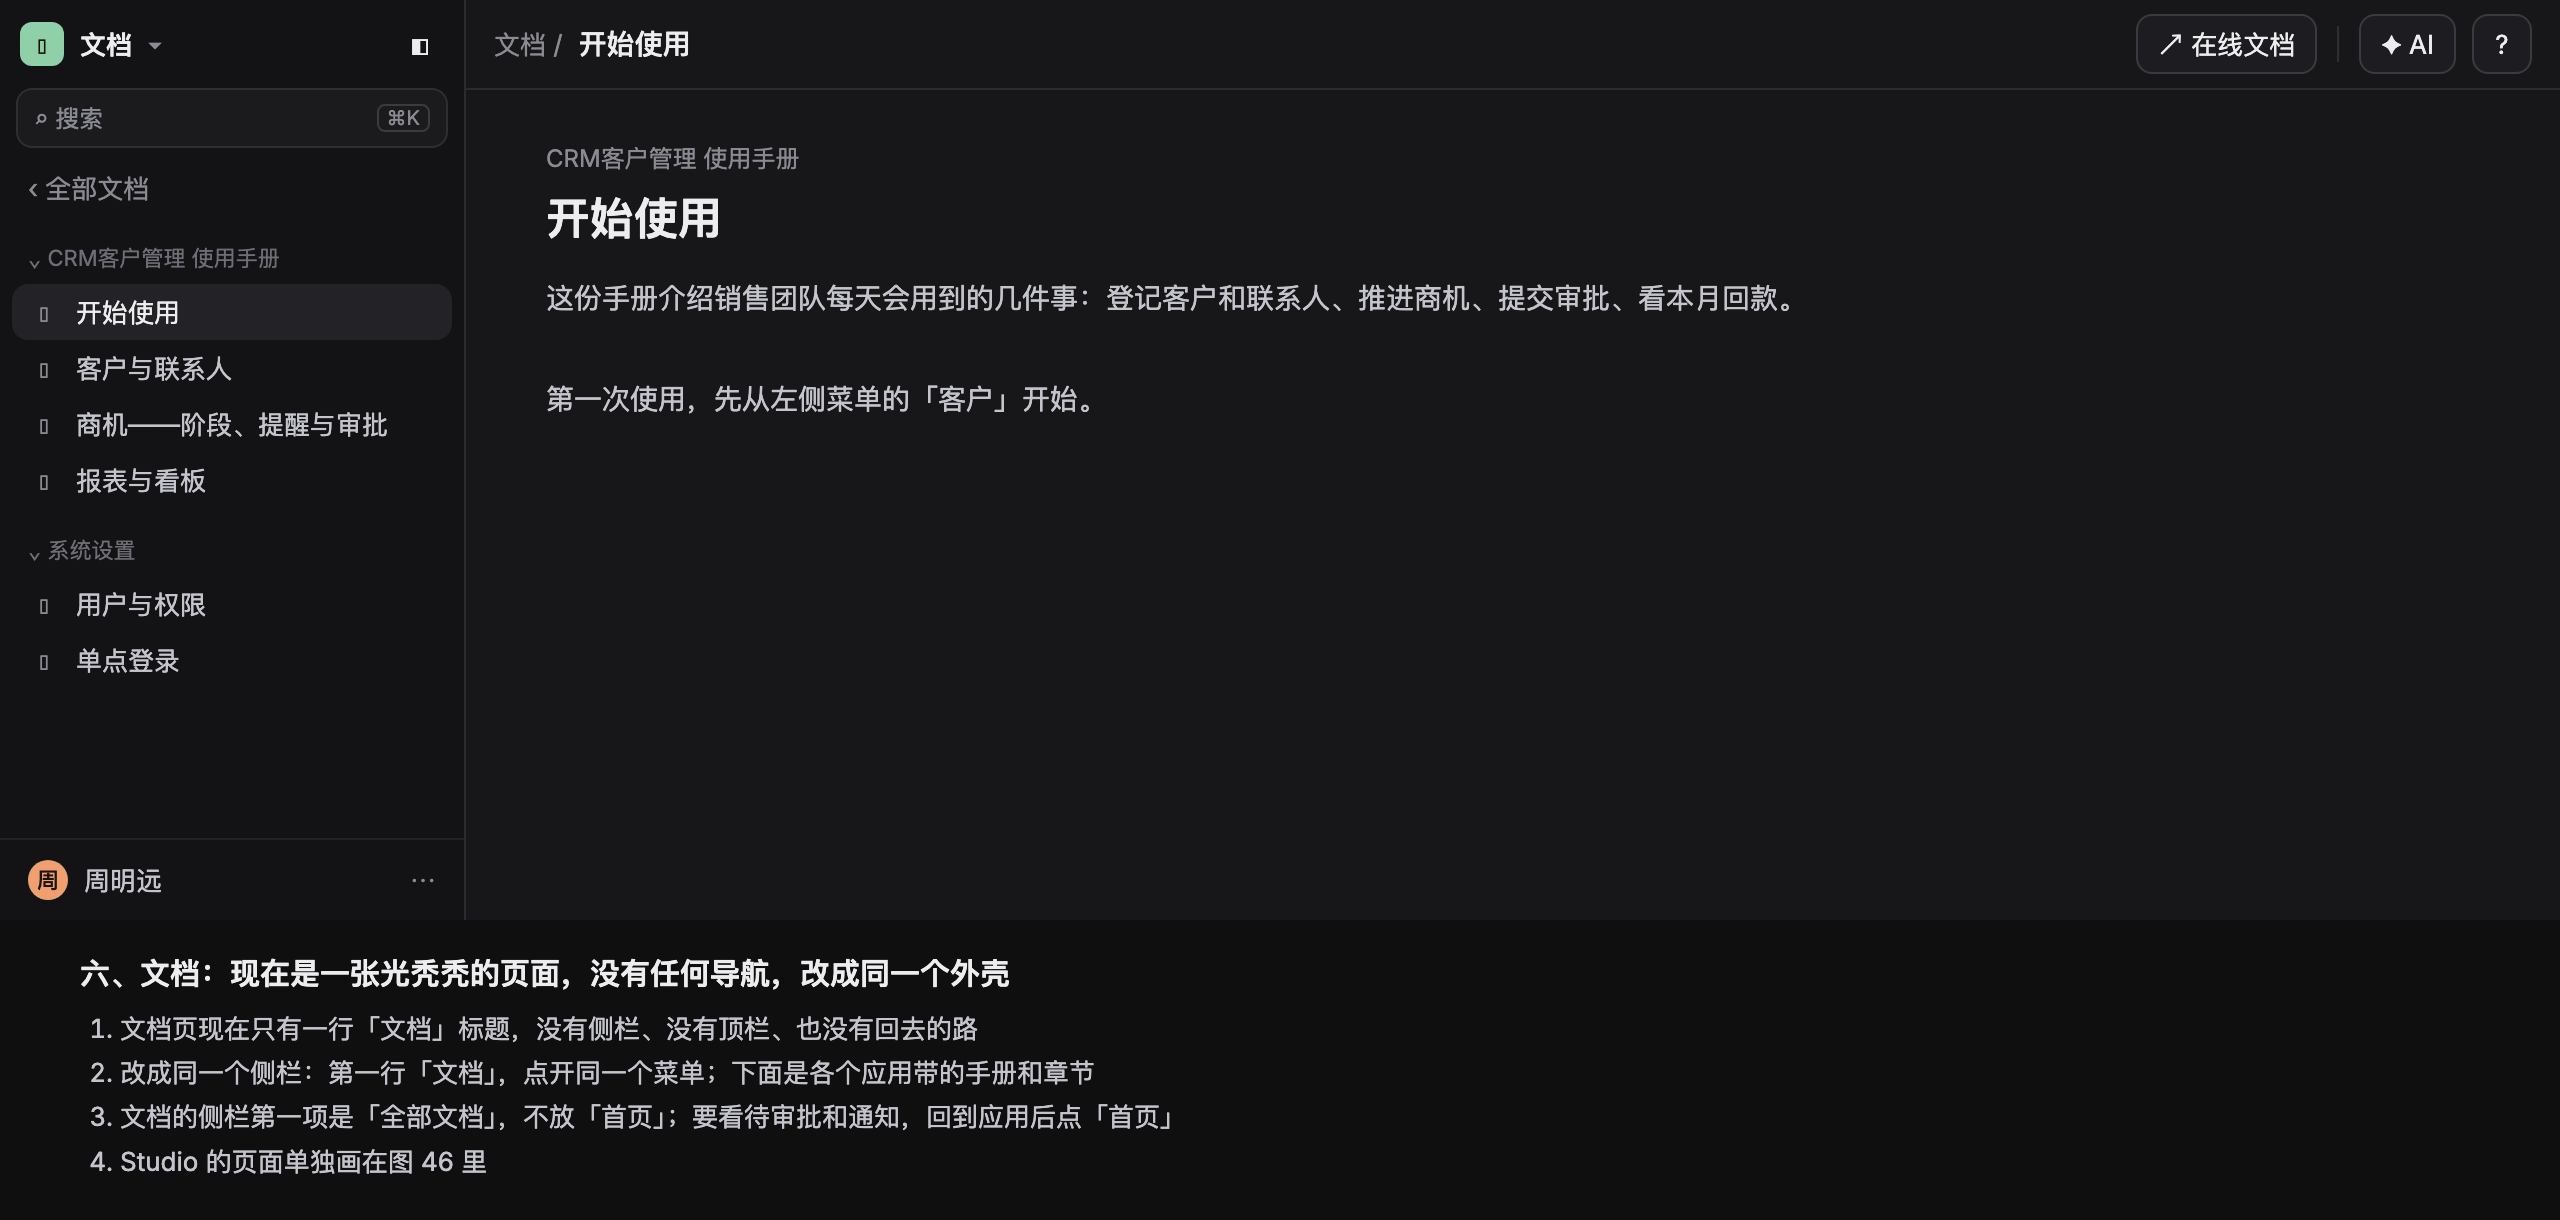 文档
搜索 ⌘K
全部文档
CRM客户管理 使用手册
开始使用
客户与联系人
商机——阶段、提醒与审批
报表与看板
系统设置
用户与权限
单点登录
周 周明远 ···
文档 / 开始使用
在线文档 AI ?
CRM客户管理 使用手册
开始使用
这份手册介绍销售团队每天会用到的几件事：登记客户和联系人、推进商机、提交审批、看本月回款。
第一次使用，先从左侧菜单的「客户」开始。
六、文档：现在是一张光秃秃的页面，没有任何导航，改成同一个外壳
1. 文档页现在只有一行「文档」标题，没有侧栏、没有顶栏、也没有回去的路
2. 改成同一个侧栏：第一行「文档」，点开同一个菜单；下面是各个应用带的手册和章节
3. 文档的侧栏第一项是「全部文档」，不放「首页」；要看待审批和通知，回到应用后点「首页」
4. Studio 的页面单独画在图 46 里